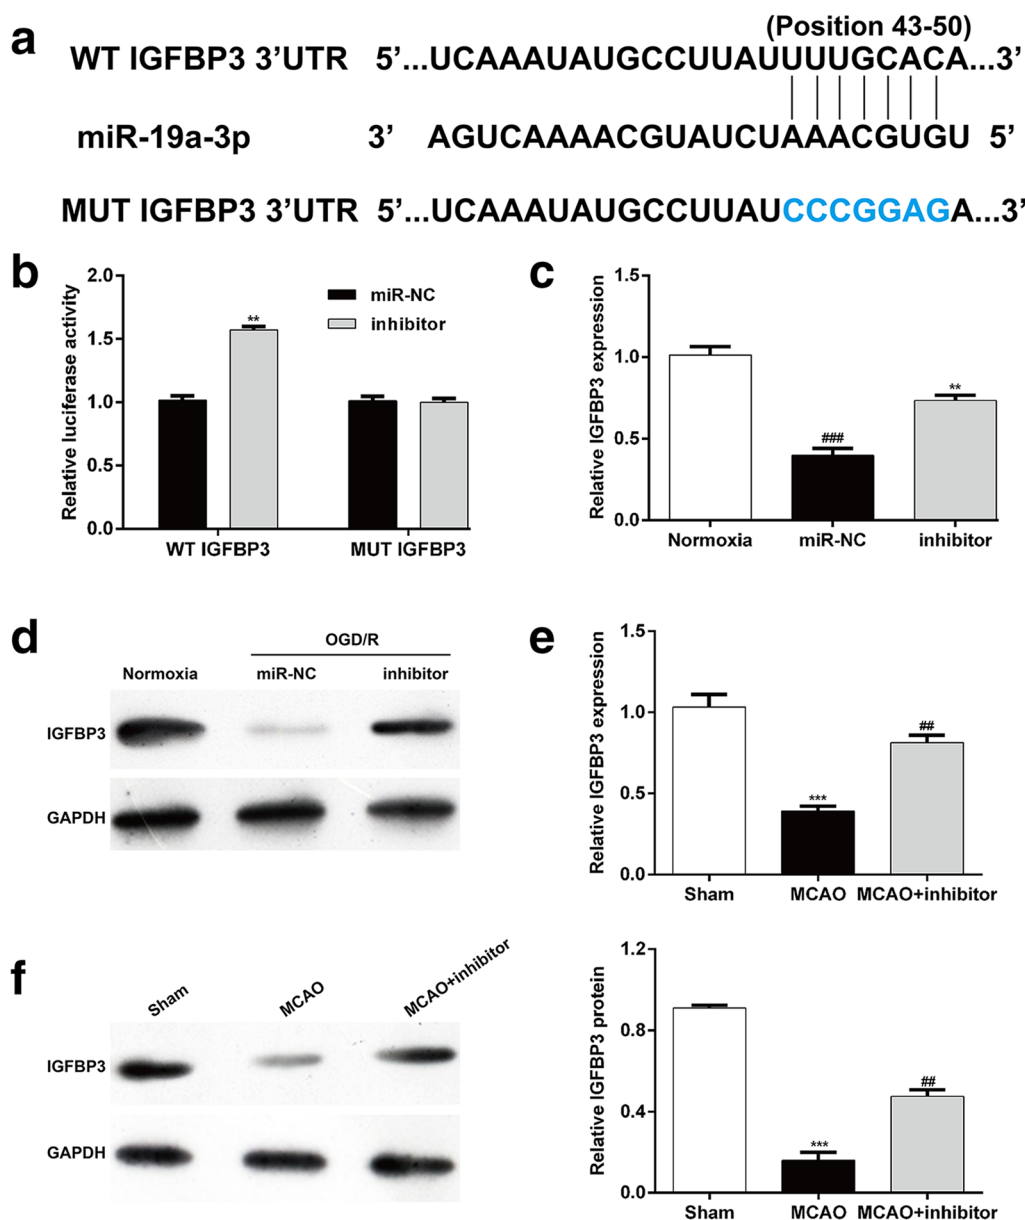 a
(Position 43-50)
WT IGFBP3 3’UTR 5’...UCAAAUAUGCCUUAUUUUGCACA...3’
miR-19a-3p 3’ AGUCAAAACGUAUCUAAACGUGU 5’
MUT IGFBP3 3’UTR 5’...UCAAAUAUGCCUUAUCCCGGAGA...3’
b
Relative luciferase activity
2.0
1.5
1.0
0.5
0.0
miR-NC
inhibitor
**
WT IGFBP3
MUT IGFBP3
c
Relative IGFBP3 expression
1.5
1.0
0.5
0.0
###
**
Normoxia
miR-NC
inhibitor
d
OGD/R
Normoxia miR-NC inhibitor
IGFBP3
GAPDH
e
Relative IGFBP3 expression
1.5
1.0
0.5
0.0
***
##
Sham
MCAO
MCAO+inhibitor
f
Sham
MCAO
MCAO+inhibitor
IGFBP3
GAPDH
Relative IGFBP3 protein
1.2
0.8
0.4
0.0
***
##
Sham
MCAO
MCAO+inhibitor